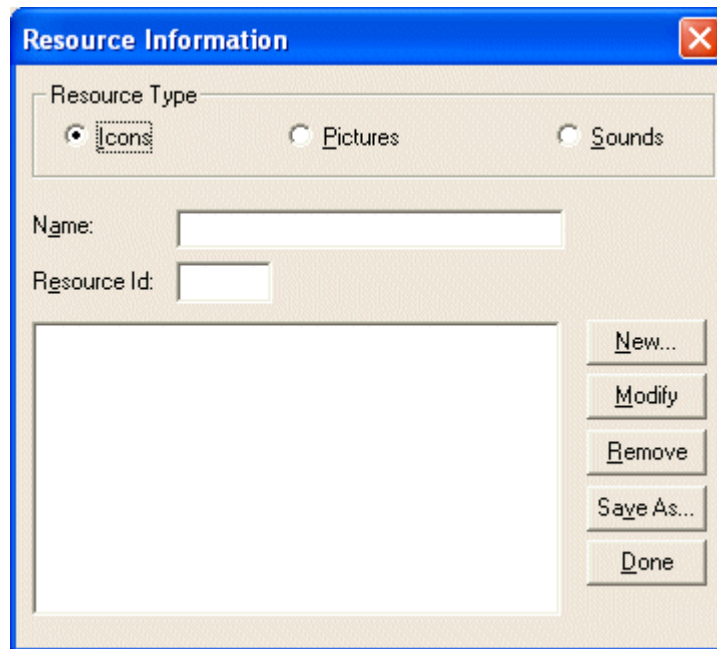 Resource Information
Resource Type
Icons Pictures Sounds
Name:
Resource Id:
New...
Modify
Remove
Save As...
Done